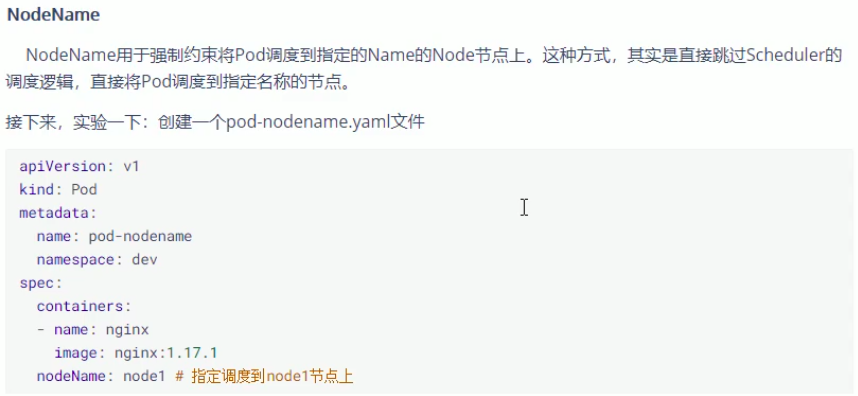 NodeName
NodeName用于强制约束将Pod调度到指定的Name的Node节点上。这种方式，其实是直接跳过Scheduler的
调度逻辑，直接将Pod调度到指定名称的节点。
接下来，实验一下：创建一个pod-nodename.yaml文件
apiVersion: v1
kind: Pod
metadata:
  name: pod-nodename
  namespace: dev
spec:
  containers:
  - name: nginx
    image: nginx:1.17.1
  nodeName: node1 # 指定调度到node1节点上